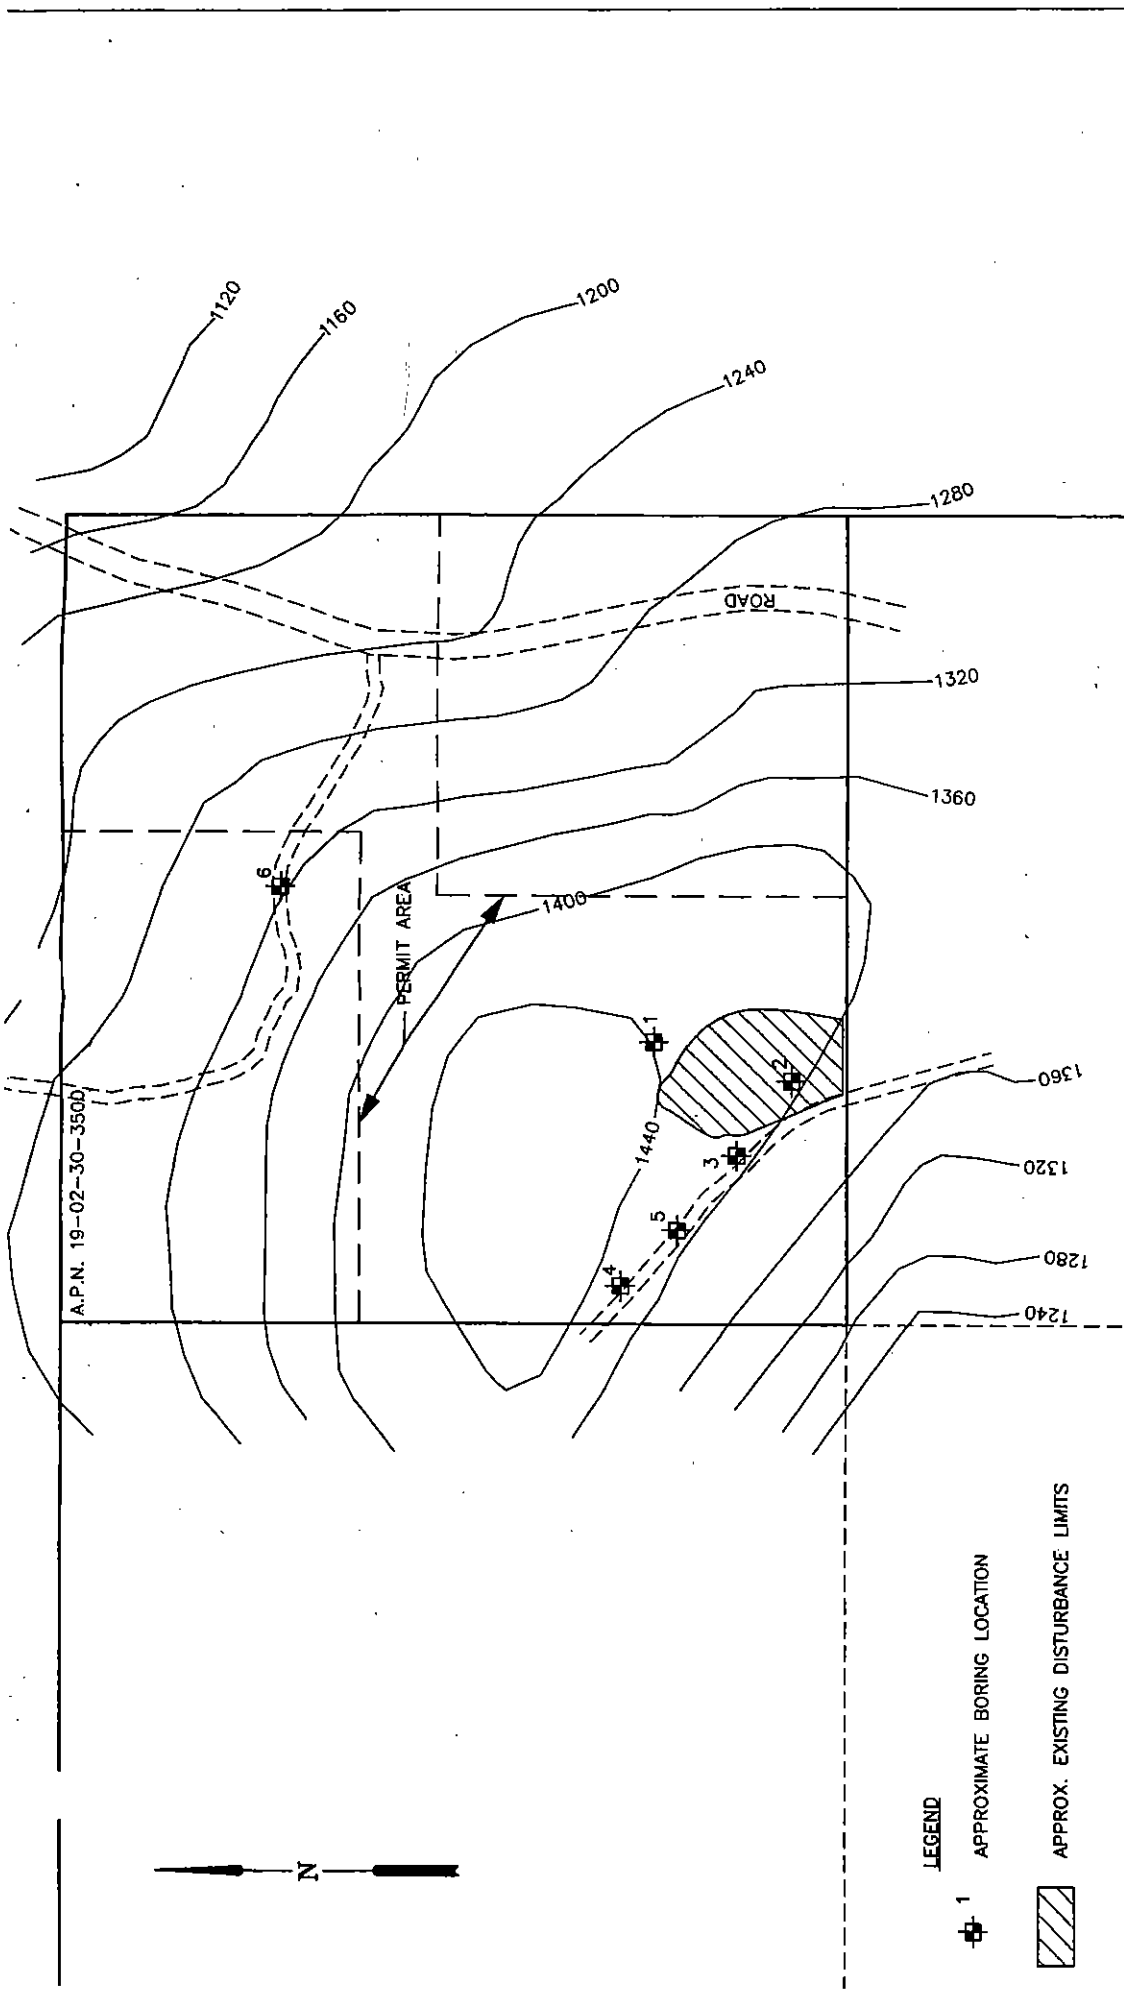 1120
1160
1200
1240
1280
1320
1360
1400
1440
1360
1320
1280
1240
ROAD
PERMIT AREA
A.P.N. 19-02-30-350D
6
1
2
3
5
4
N
LEGEND
1
APPROXIMATE BORING LOCATION
APPROX. EXISTING DISTURBANCE LIMITS